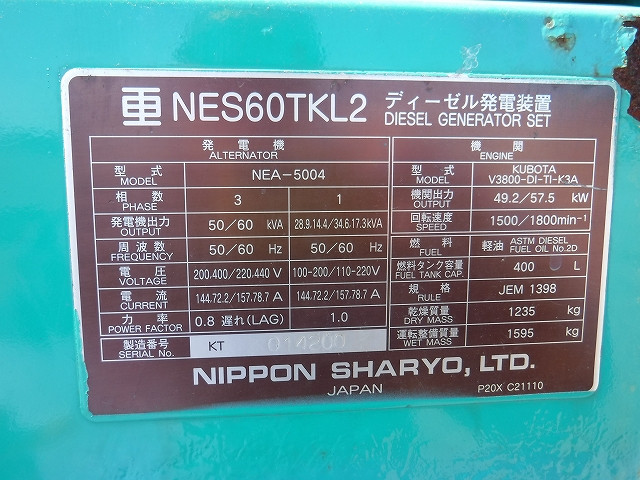 NES60TKL2 ディーゼル発電装置
DIESEL GENERATOR SET
発電機
ALTERNATOR
型式 MODEL NEA-5004
相数 PHASE 3 1
発電機出力 OUTPUT 50/60 kVA 28.9.14.4/34.6.17.3kVA
周波数 FREQUENCY 50/60 Hz 50/60 Hz
電圧 VOLTAGE 200.400/220.440 V 100-200/110-220V
電流 CURRENT 144.72.2/157.78.7 A 144.72.2/157.78.7 A
力率 POWER FACTOR 0.8 遅れ(LAG) 1.0
製造番号 SERIAL No. KT 014200
機関
ENGINE
型式 MODEL KUBOTA V3800-DI-TI-K3A
機関出力 OUTPUT 49.2/57.5 kW
回転速度 SPEED 1500/1800min⁻¹
燃料 FUEL 軽油 ASTM DIESEL FUEL OIL No.2D
燃料タンク容量 FUEL TANK CAP. 400 L
規格 RULE JEM 1398
乾燥質量 DRY MASS 1235 kg
運転整備質量 WET MASS 1595 kg
NIPPON SHARYO, LTD.
JAPAN
P20X C21110